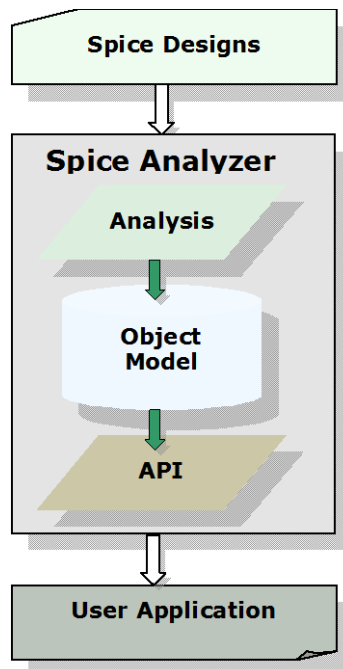 Spice Designs
Spice Analyzer
Analysis
Object
Model
API
User Application